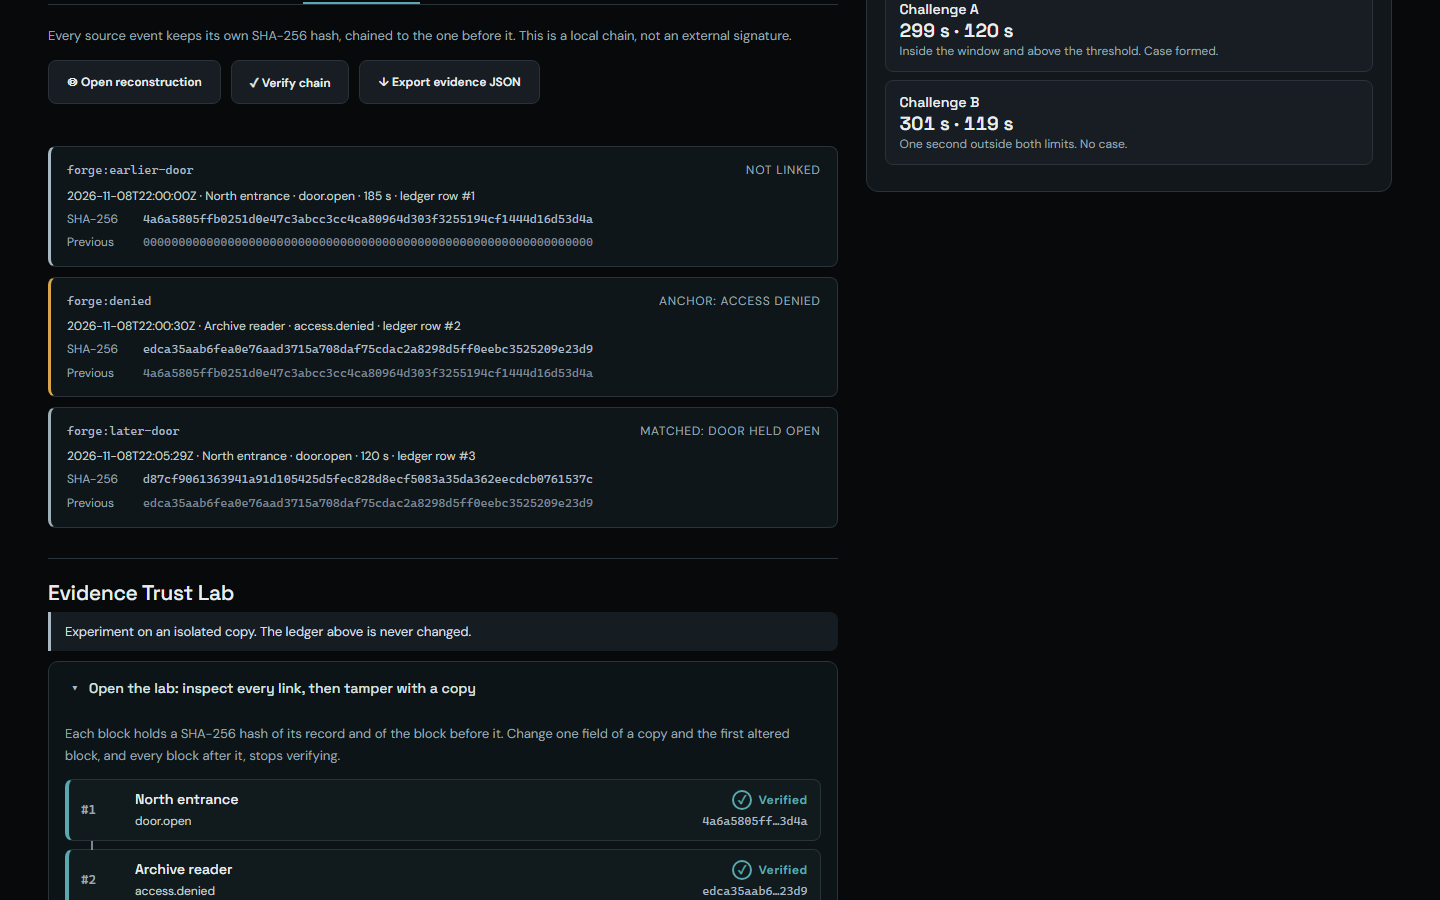 Every source event keeps its own SHA-256 hash, chained to the one before it. This is a local chain, not an external signature.
Open reconstruction
✓ Verify chain
↓ Export evidence JSON
forge:earlier-door
NOT LINKED
2026-11-08T22:00:00Z · North entrance · door.open · 185 s · ledger row #1
SHA-256 4a6a5805ffb0251d0e47c3abcc3cc4ca80964d303f3255194cf1444d16d53d4a
Previous 0000000000000000000000000000000000000000000000000000000000000000
forge:denied
ANCHOR: ACCESS DENIED
2026-11-08T22:00:30Z · Archive reader · access.denied · ledger row #2
SHA-256 edca35aab6fea0e76aad3715a708daf75cdac2a8298d5ff0eebc3525209e23d9
Previous 4a6a5805ffb0251d0e47c3abcc3cc4ca80964d303f3255194cf1444d16d53d4a
forge:later-door
MATCHED: DOOR HELD OPEN
2026-11-08T22:05:29Z · North entrance · door.open · 120 s · ledger row #3
SHA-256 d87cf9061363941a91d105425d5fec828d8ecf5083a35da362eecdcb0761537c
Previous edca35aab6fea0e76aad3715a708daf75cdac2a8298d5ff0eebc3525209e23d9
Evidence Trust Lab
Experiment on an isolated copy. The ledger above is never changed.
▾ Open the lab: inspect every link, then tamper with a copy
Each block holds a SHA-256 hash of its record and of the block before it. Change one field of a copy and the first altered
block, and every block after it, stops verifying.
#1
North entrance
door.open
✓ Verified
4a6a5805ff…3d4a
#2
Archive reader
access.denied
✓ Verified
edca35aab6…23d9
Challenge A
299 s · 120 s
Inside the window and above the threshold. Case formed.
Challenge B
301 s · 119 s
One second outside both limits. No case.